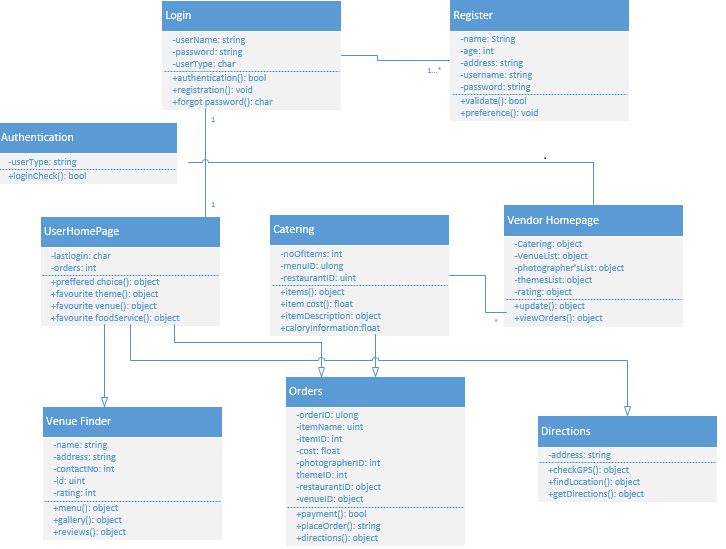 Login
-userName: string
-password: string
-userType: char
+authentication(): bool
+registration(): void
+forgot password(): char
1...*
Register
-name: String
-age: int
-address: string
-username: string
-password: string
+validate(): bool
+preference(): void
1
Authentication
-userType: string
+loginCheck(): bool
1
UserHomePage
-lastlogin: char
-orders: int
+preffered choice(): object
+favourite theme(): object
+favourite venue(): object
+favourite foodService(): object
Catering
-noOfItems: int
-menuID: ulong
-restaurantID: uint
+items(): object
+item cost(): float
+itemDescription: object
+caloryInformation:float
*
Vendor Homepage
-Catering: object
-VenueList: object
-photographer'sList: object
-themesList: object
-rating: object
+update(): object
+viewOrders(): object
Venue Finder
-name: string
-address: string
-contactNo: int
-id: uint
-rating: int
+menu(): object
+gallery(): object
+reviews(): object
Orders
-orderID: ulong
-itemName: uint
-itemID: int
-cost: float
-photographerID: int
themeID: int
-restaurantID: object
-venueID: object
+payment(): bool
+placeOrder(): string
+directions(): object
Directions
-address: string
+checkGPS(): object
+findLocation(): object
+getDirections(): object